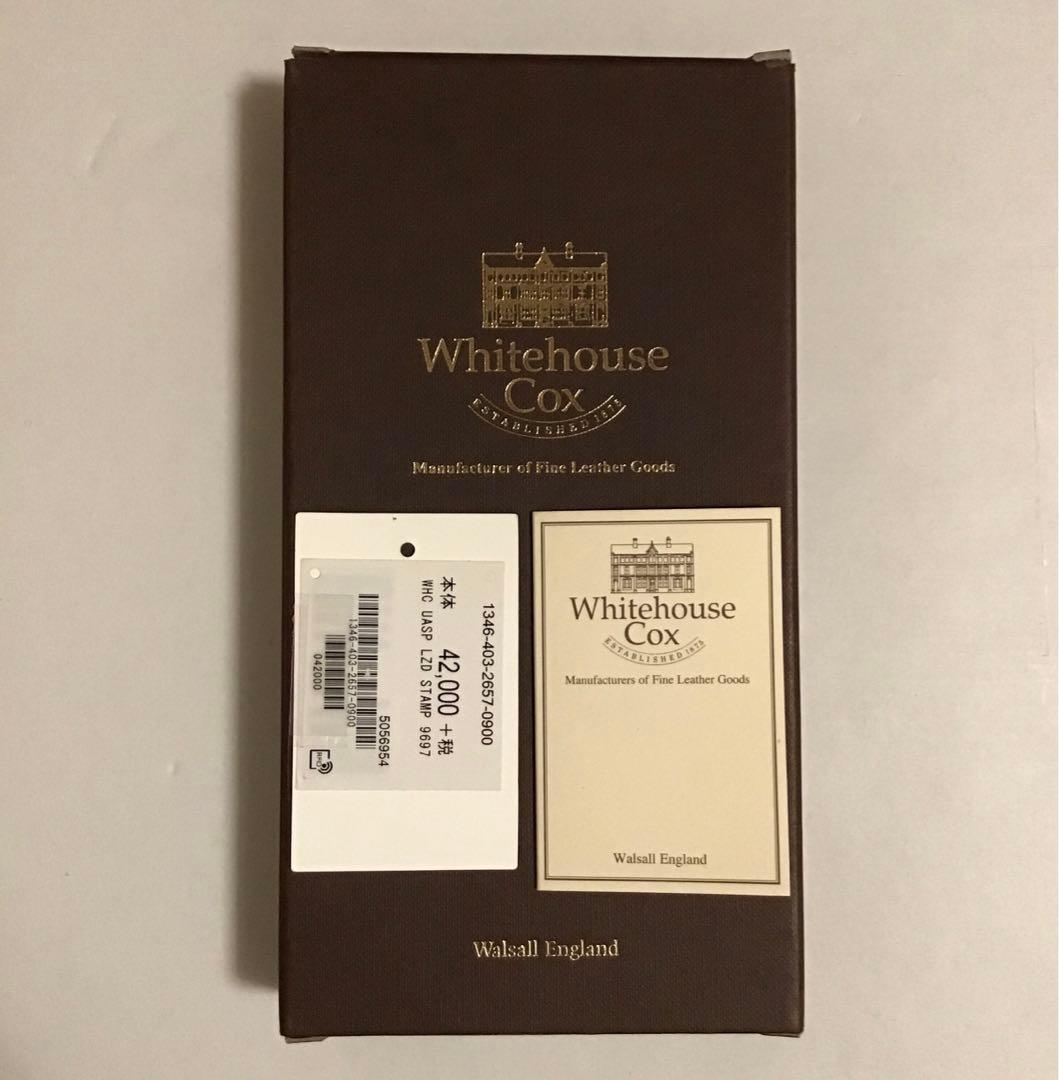 Whitehouse
Cox
ESTABLISHED 1875
Manufacturer of Fine Leather Goods
1346-403-2657-0900
本体 42,000 +税
WHC UASP LZD STAMP 9697
5056954
1346-403-2657-0900
042000
RFID
Whitehouse
Cox
ESTABLISHED 1875
Manufacturers of Fine Leather Goods
Walsall England
Walsall England